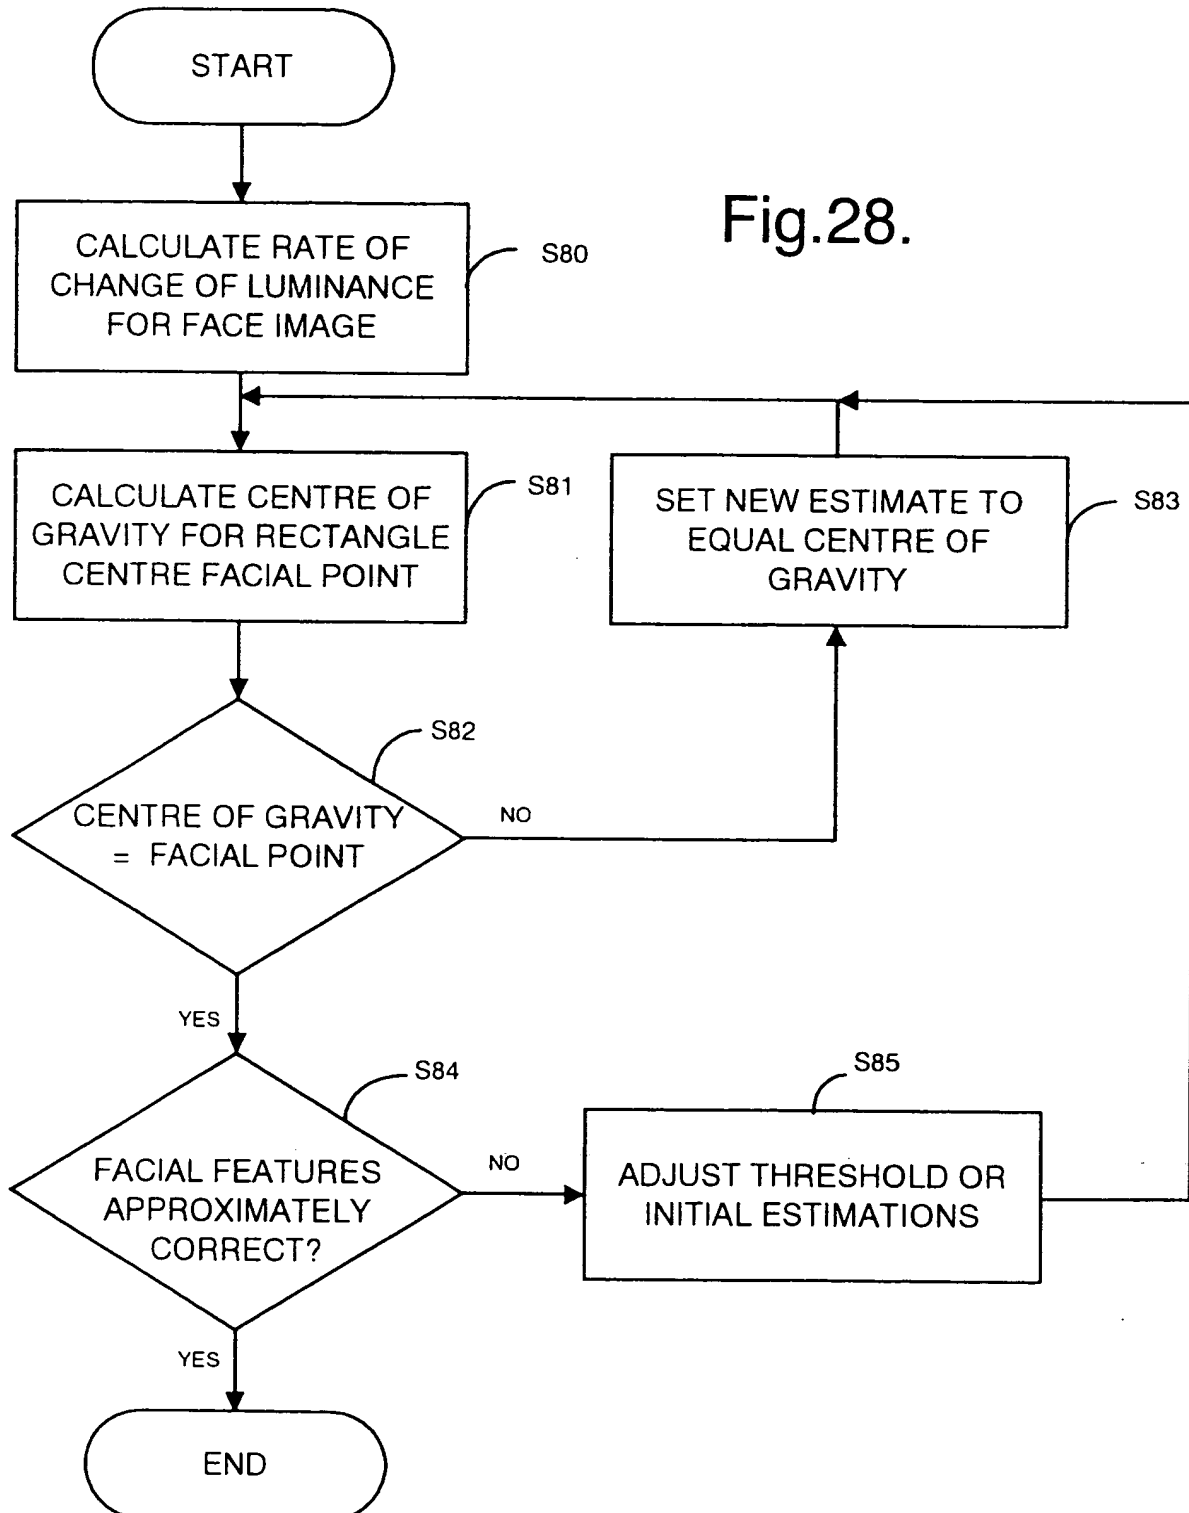 START
Fig.28.
CALCULATE RATE OF
CHANGE OF LUMINANCE
FOR FACE IMAGE
S80
CALCULATE CENTRE OF
GRAVITY FOR RECTANGLE
CENTRE FACIAL POINT
S81
SET NEW ESTIMATE TO
EQUAL CENTRE OF
GRAVITY
S83
S82
CENTRE OF GRAVITY
= FACIAL POINT
NO
YES
S84
FACIAL FEATURES
APPROXIMATELY
CORRECT?
NO
S85
ADJUST THRESHOLD OR
INITIAL ESTIMATIONS
YES
END